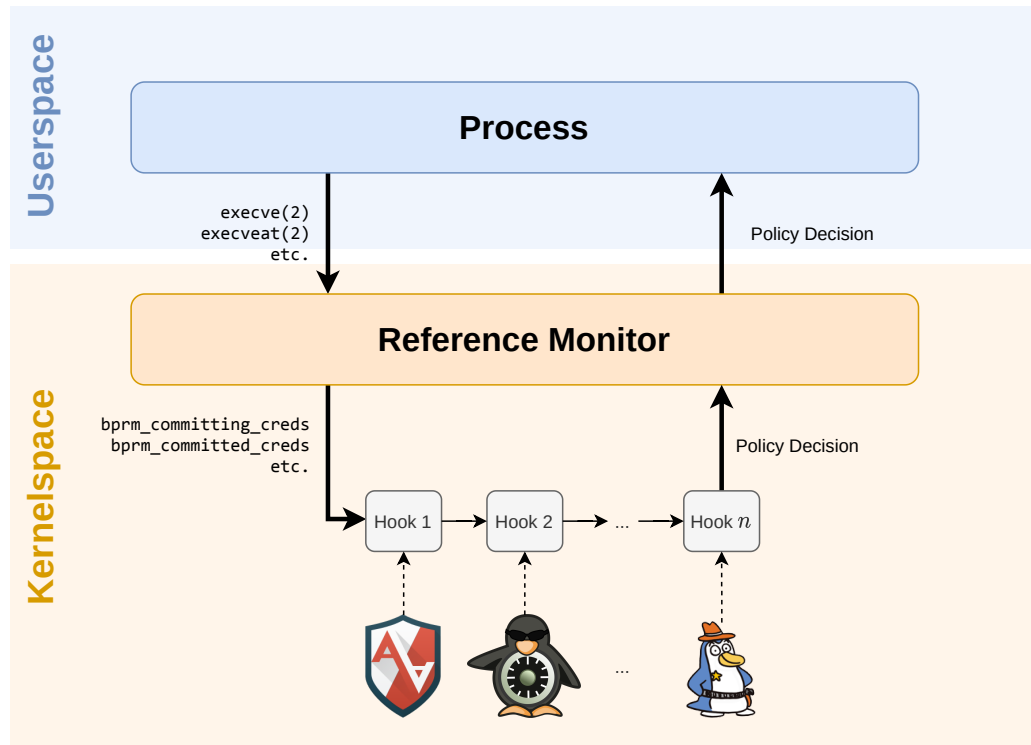 Userspace
Process
execve(2)
execveat(2)
etc.
Policy Decision
Kernelspace
Reference Monitor
bprm_committing_creds
bprm_committed_creds
etc.
Policy Decision
Hook 1
Hook 2
...
Hook n
AA
...